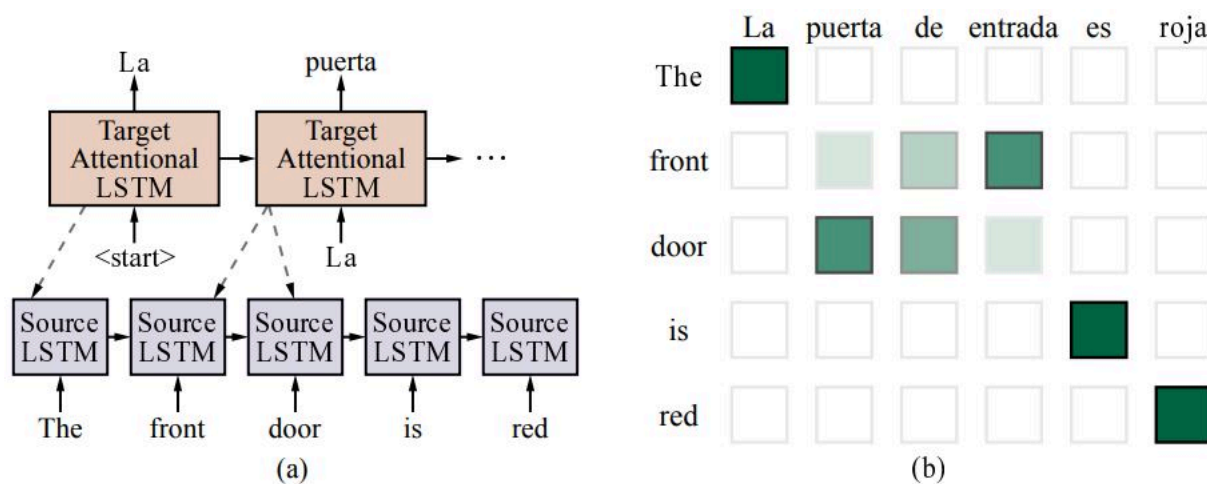 La puerta
Target Attentional LSTM
Target Attentional LSTM
...
<start> La
Source LSTM
Source LSTM
Source LSTM
Source LSTM
Source LSTM
The front door is red
(a)
La puerta de entrada es roja
The
front
door
is
red
(b)